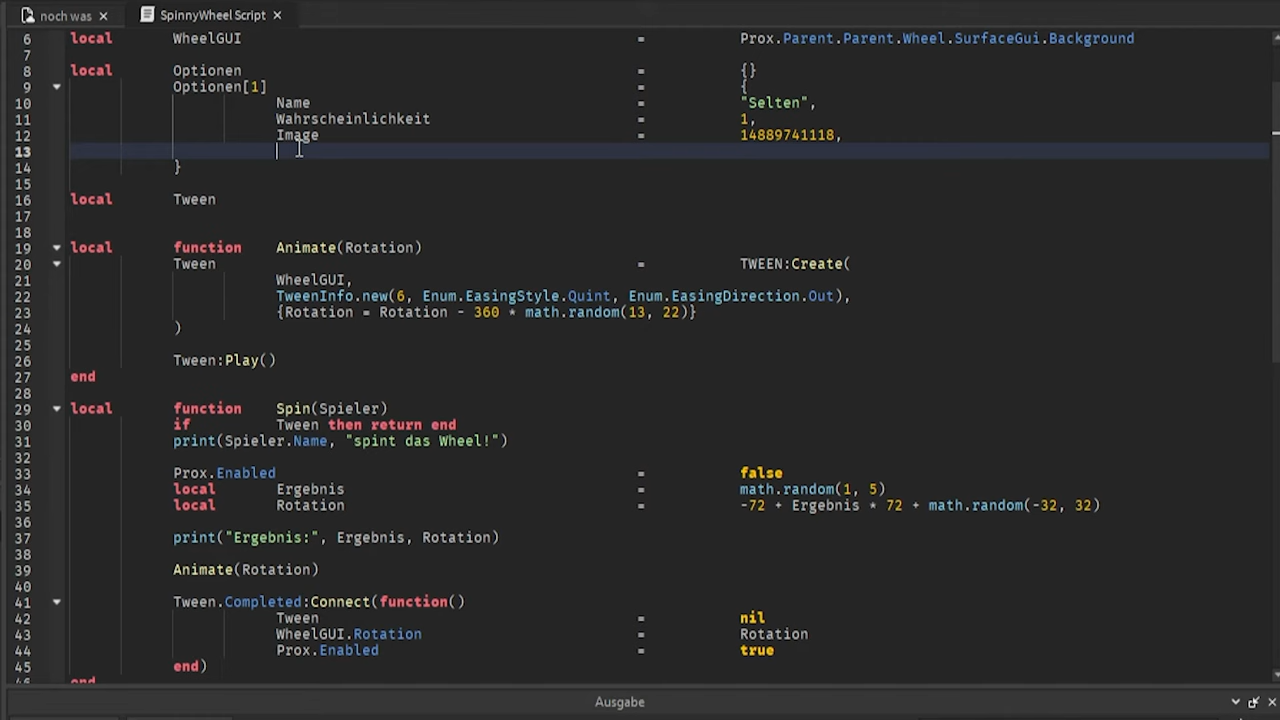 noch was × SpinnyWheel Script ×
6 local WheelGUI = Prox.Parent.Parent.Wheel.SurfaceGui.Background
7
8 local Optionen = {}
9 Optionen[1] = {
10 Name = "Selten",
11 Wahrscheinlichkeit = 1,
12 Image = 14889741118,
13
14 }
15
16 local Tween
17
18
19 local function Animate(Rotation)
20 Tween = TWEEN:Create(
21 WheelGUI,
22 TweenInfo.new(6, Enum.EasingStyle.Quint, Enum.EasingDirection.Out),
23 {Rotation = Rotation - 360 * math.random(13, 22)}
24 )
25
26 Tween:Play()
27 end
28
29 local function Spin(Spieler)
30 if Tween then return end
31 print(Spieler.Name, "spint das Wheel!")
32
33 Prox.Enabled = false
34 local Ergebnis = math.random(1, 5)
35 local Rotation = -72 + Ergebnis * 72 + math.random(-32, 32)
36
37 print("Ergebnis:", Ergebnis, Rotation)
38
39 Animate(Rotation)
40
41 Tween.Completed:Connect(function()
42 Tween = nil
43 WheelGUI.Rotation = Rotation
44 Prox.Enabled = true
45 end)
46 end
Ausgabe